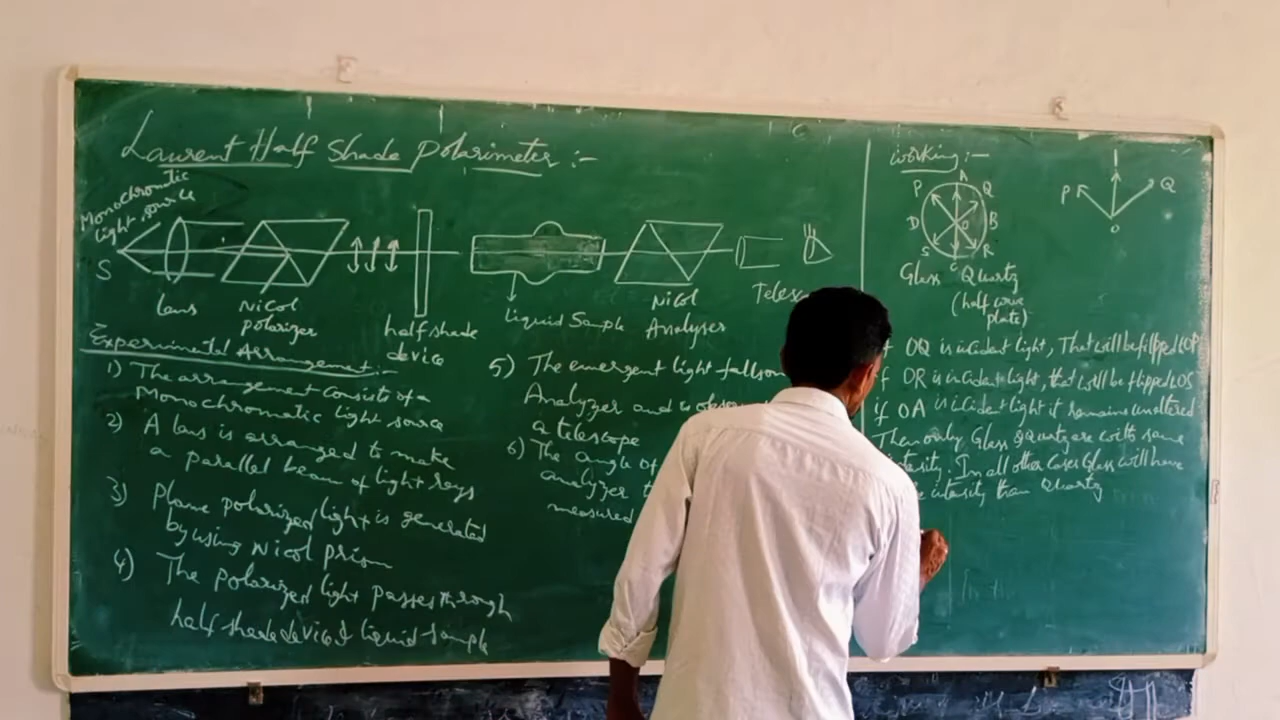 Laurent Half Shade Polarimeter :-
Monochromatic
light source
S
lens
Nicol
polarizer
half shade
device
liquid Sample
Nicol
Analyser
Telesc
Experimental Arrangement :-
1) The arrangement consists of a
Monochromatic light source
2) A lens is arranged to make
a parallel beam of light rays
3) Plane polarized light is generated
by using Nicol prism
4) The polarized light passes through
half shade device & liquid sample
5) The emergent light falls on
Analyzer and is
a telescope
6) The angle of
analyzer
measured
working :-
A
P Q
D B
S R
C
Glass Quartz
(half wave
plate)
P Q
O
f OQ is incident light, That will be flipped
if OR is incident light, that will be flipped OS
if OA is incident light it remains unaltered
Then only Glass & Quartz are with same
intensity. In all other cases Glass will have
intensity than Quartz